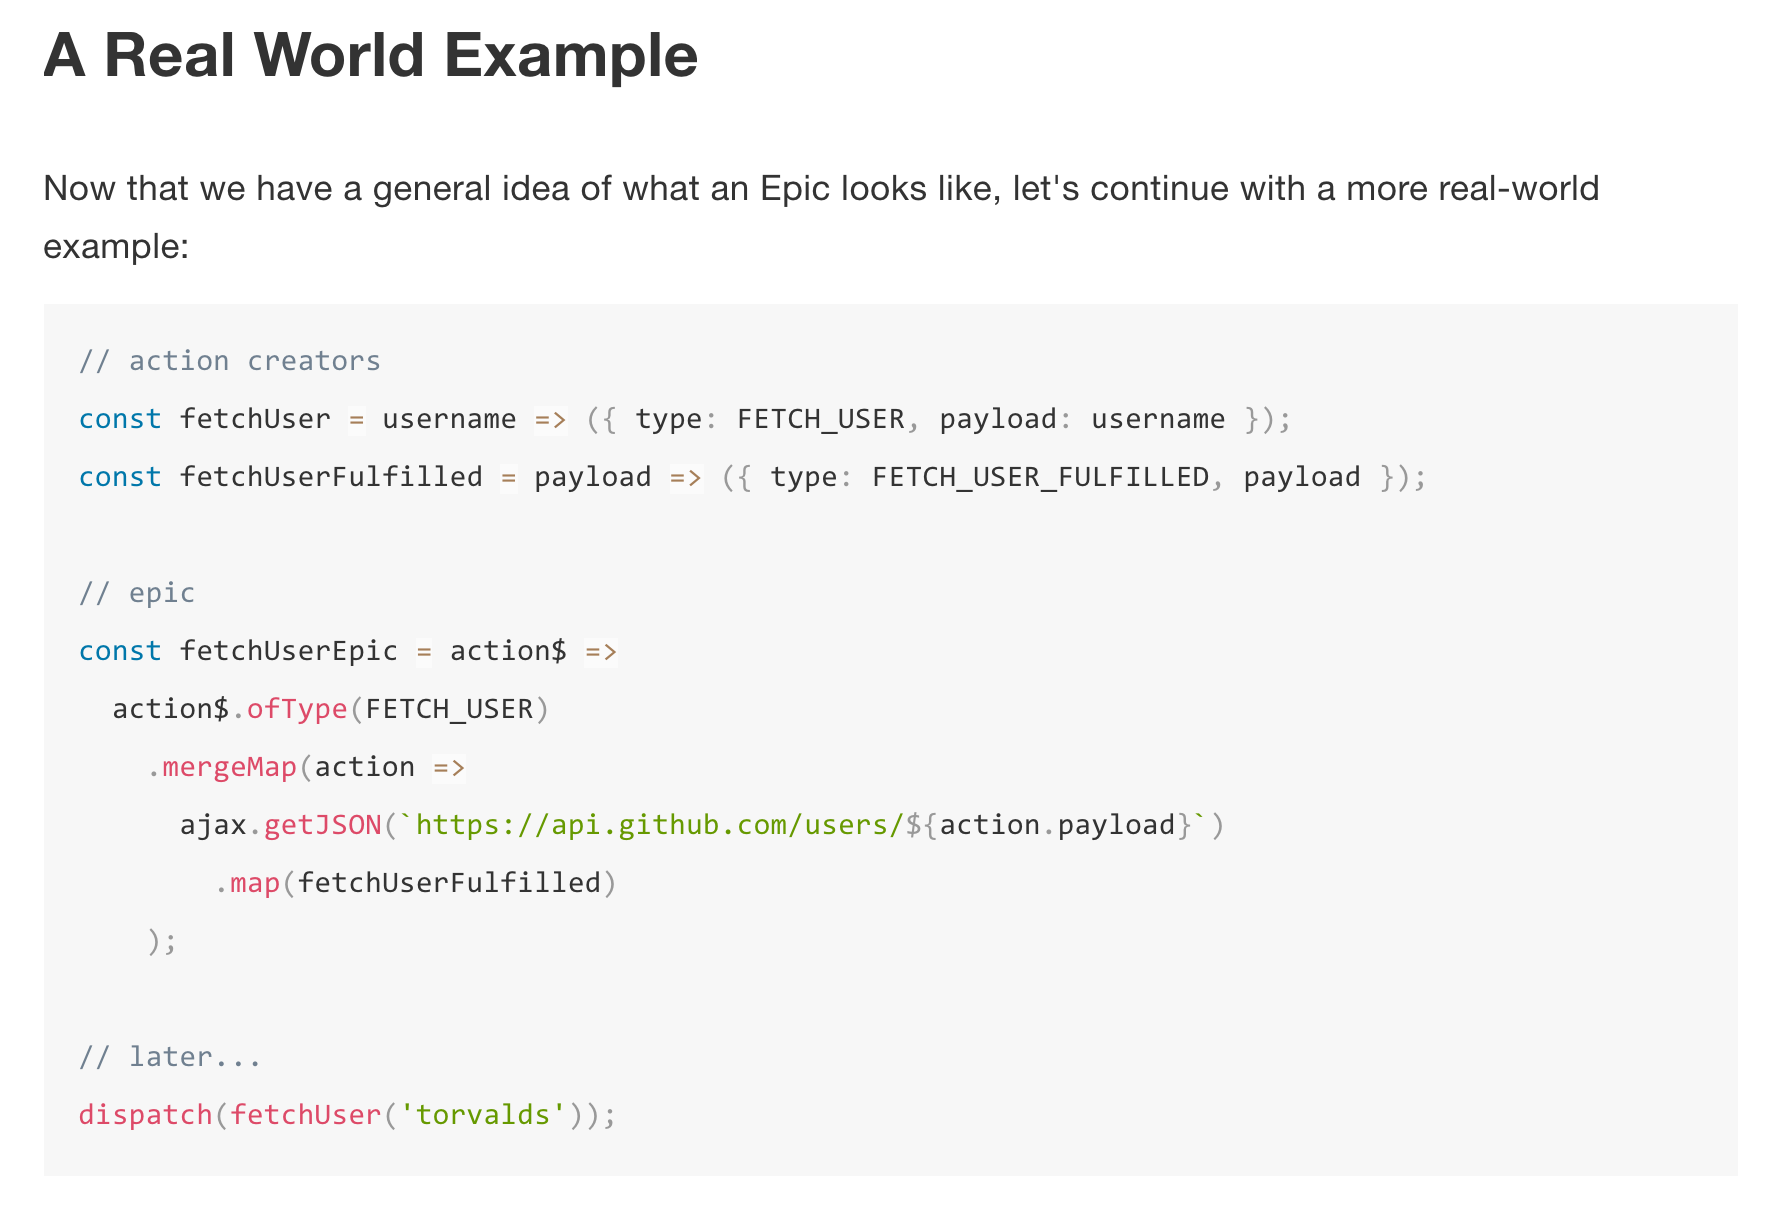 A Real World Example
Now that we have a general idea of what an Epic looks like, let's continue with a more real-world
example:
// action creators
const fetchUser = username => ({ type: FETCH_USER, payload: username });
const fetchUserFulfilled = payload => ({ type: FETCH_USER_FULFILLED, payload });
// epic
const fetchUserEpic = action$ =>
  action$.ofType(FETCH_USER)
    .mergeMap(action =>
      ajax.getJSON(`https://api.github.com/users/${action.payload}`)
        .map(fetchUserFulfilled)
    );
// later...
dispatch(fetchUser('torvalds'));